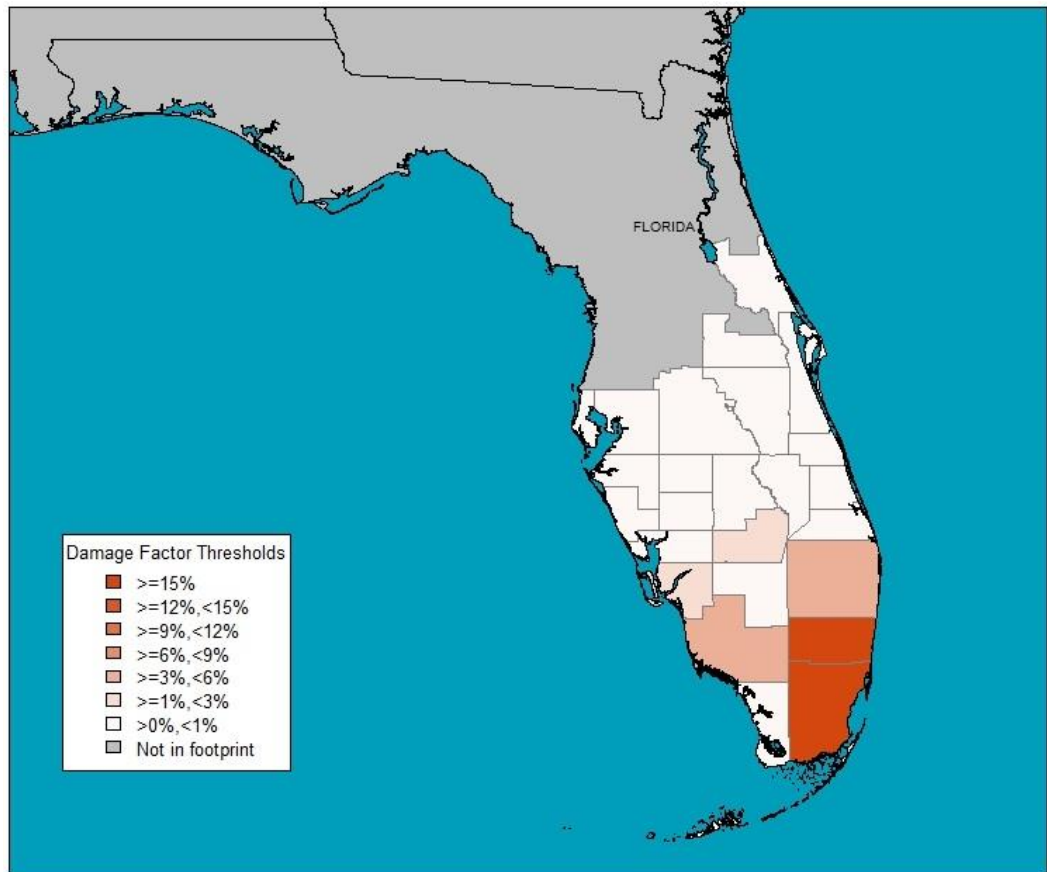 FLORIDA
Damage Factor Thresholds
>=15%
>=12%,<15%
>=9%,<12%
>=6%,<9%
>=3%,<6%
>=1%,<3%
>0%,<1%
Not in footprint